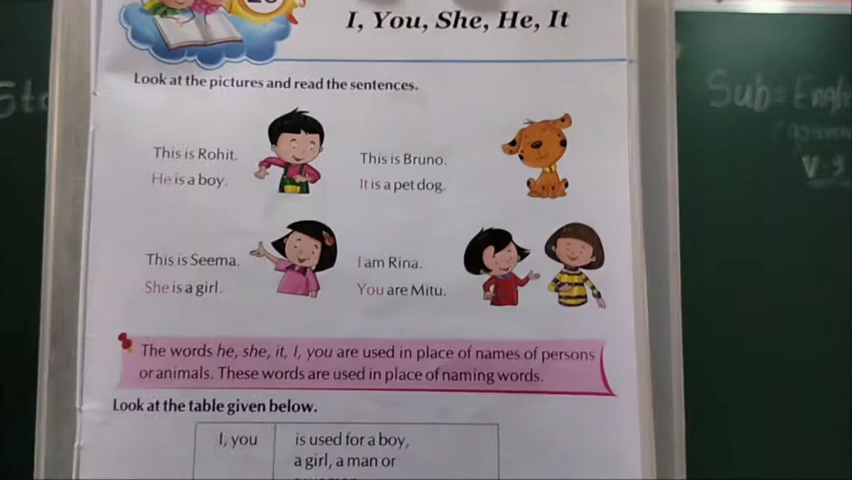 I, You, She, He, It
Look at the pictures and read the sentences.
This is Rohit.
He is a boy.
This is Bruno.
It is a pet dog.
This is Seema.
She is a girl.
I am Rina.
You are Mitu.
The words he, she, it, I, you are used in place of names of persons
or animals. These words are used in place of naming words.
Look at the table given below.
I, you
is used for a boy,
a girl, a man or
Sub=